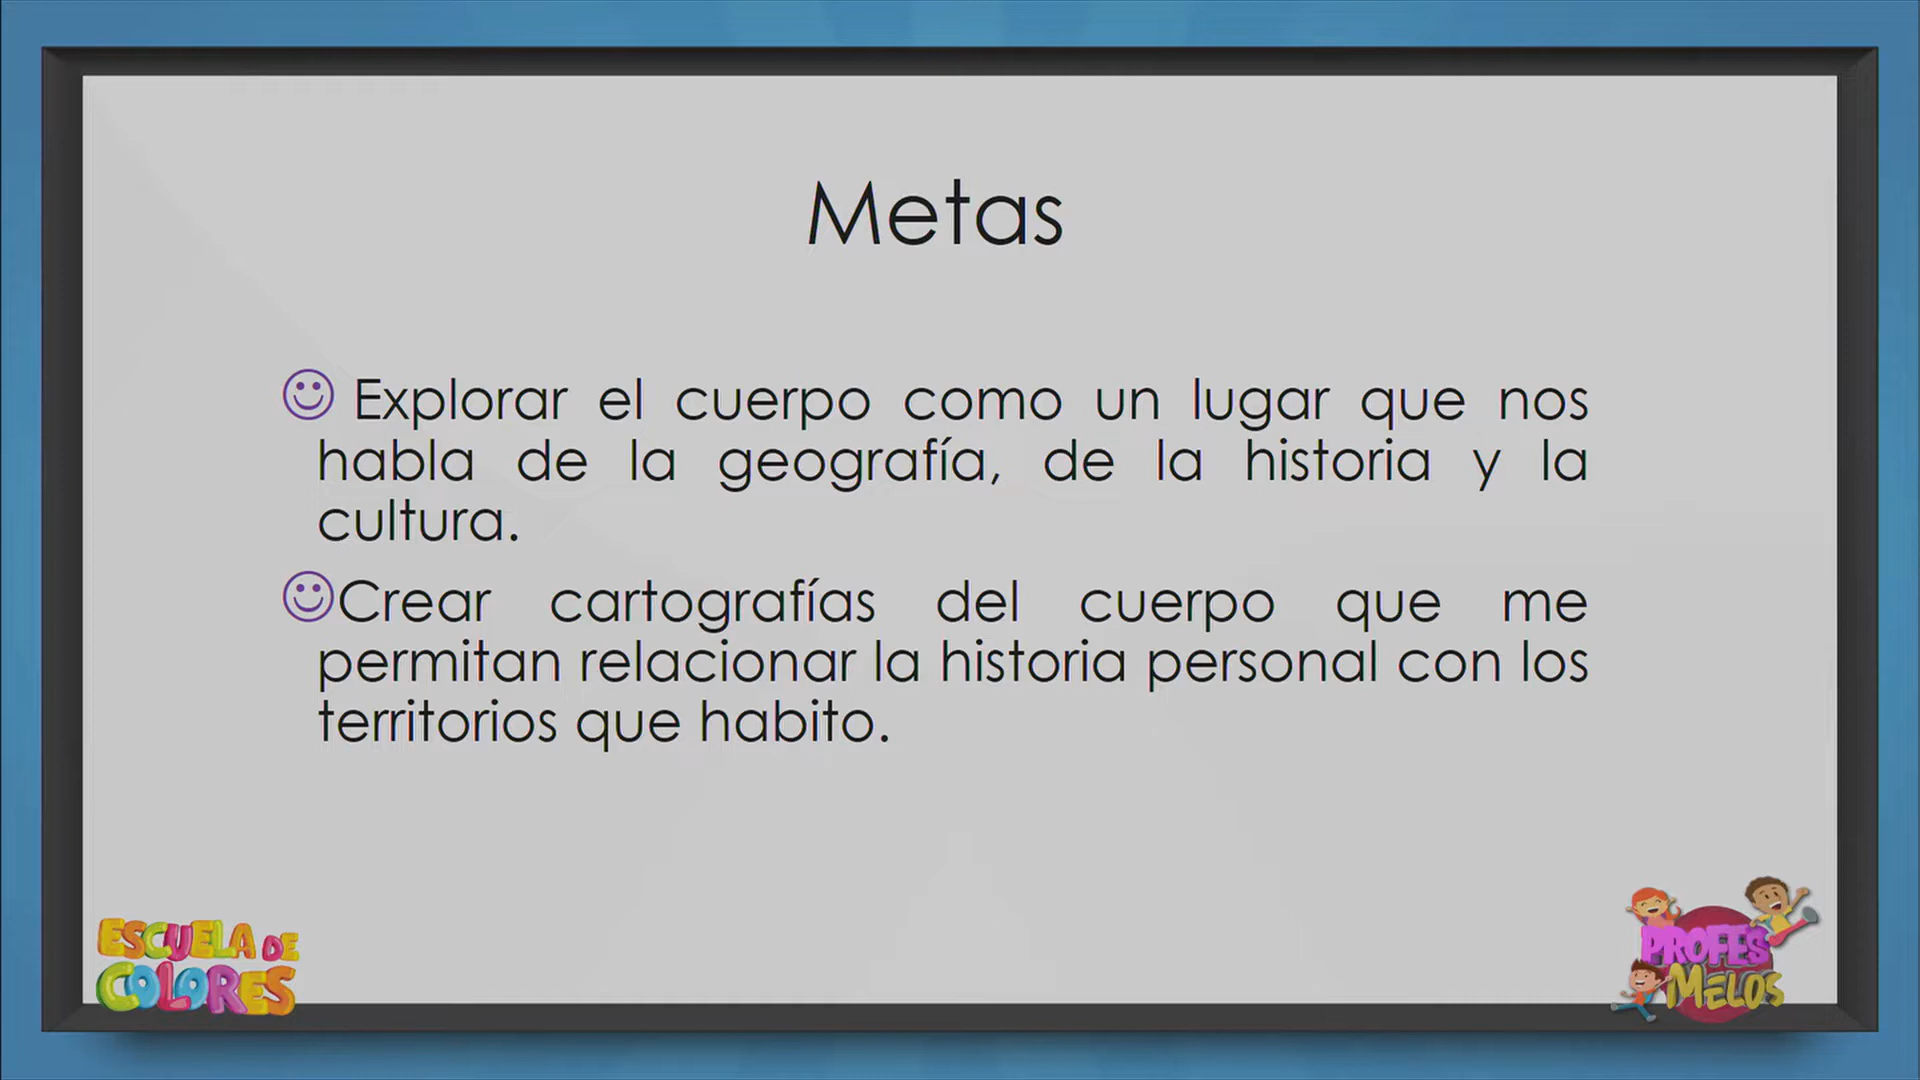 Metas
Explorar el cuerpo como un lugar que nos
habla de la geografía, de la historia y la
cultura.
Crear cartografías del cuerpo que me
permitan relacionar la historia personal con los
territorios que habito.
ESCUELA DE
COLORES
PROFES
MELOS